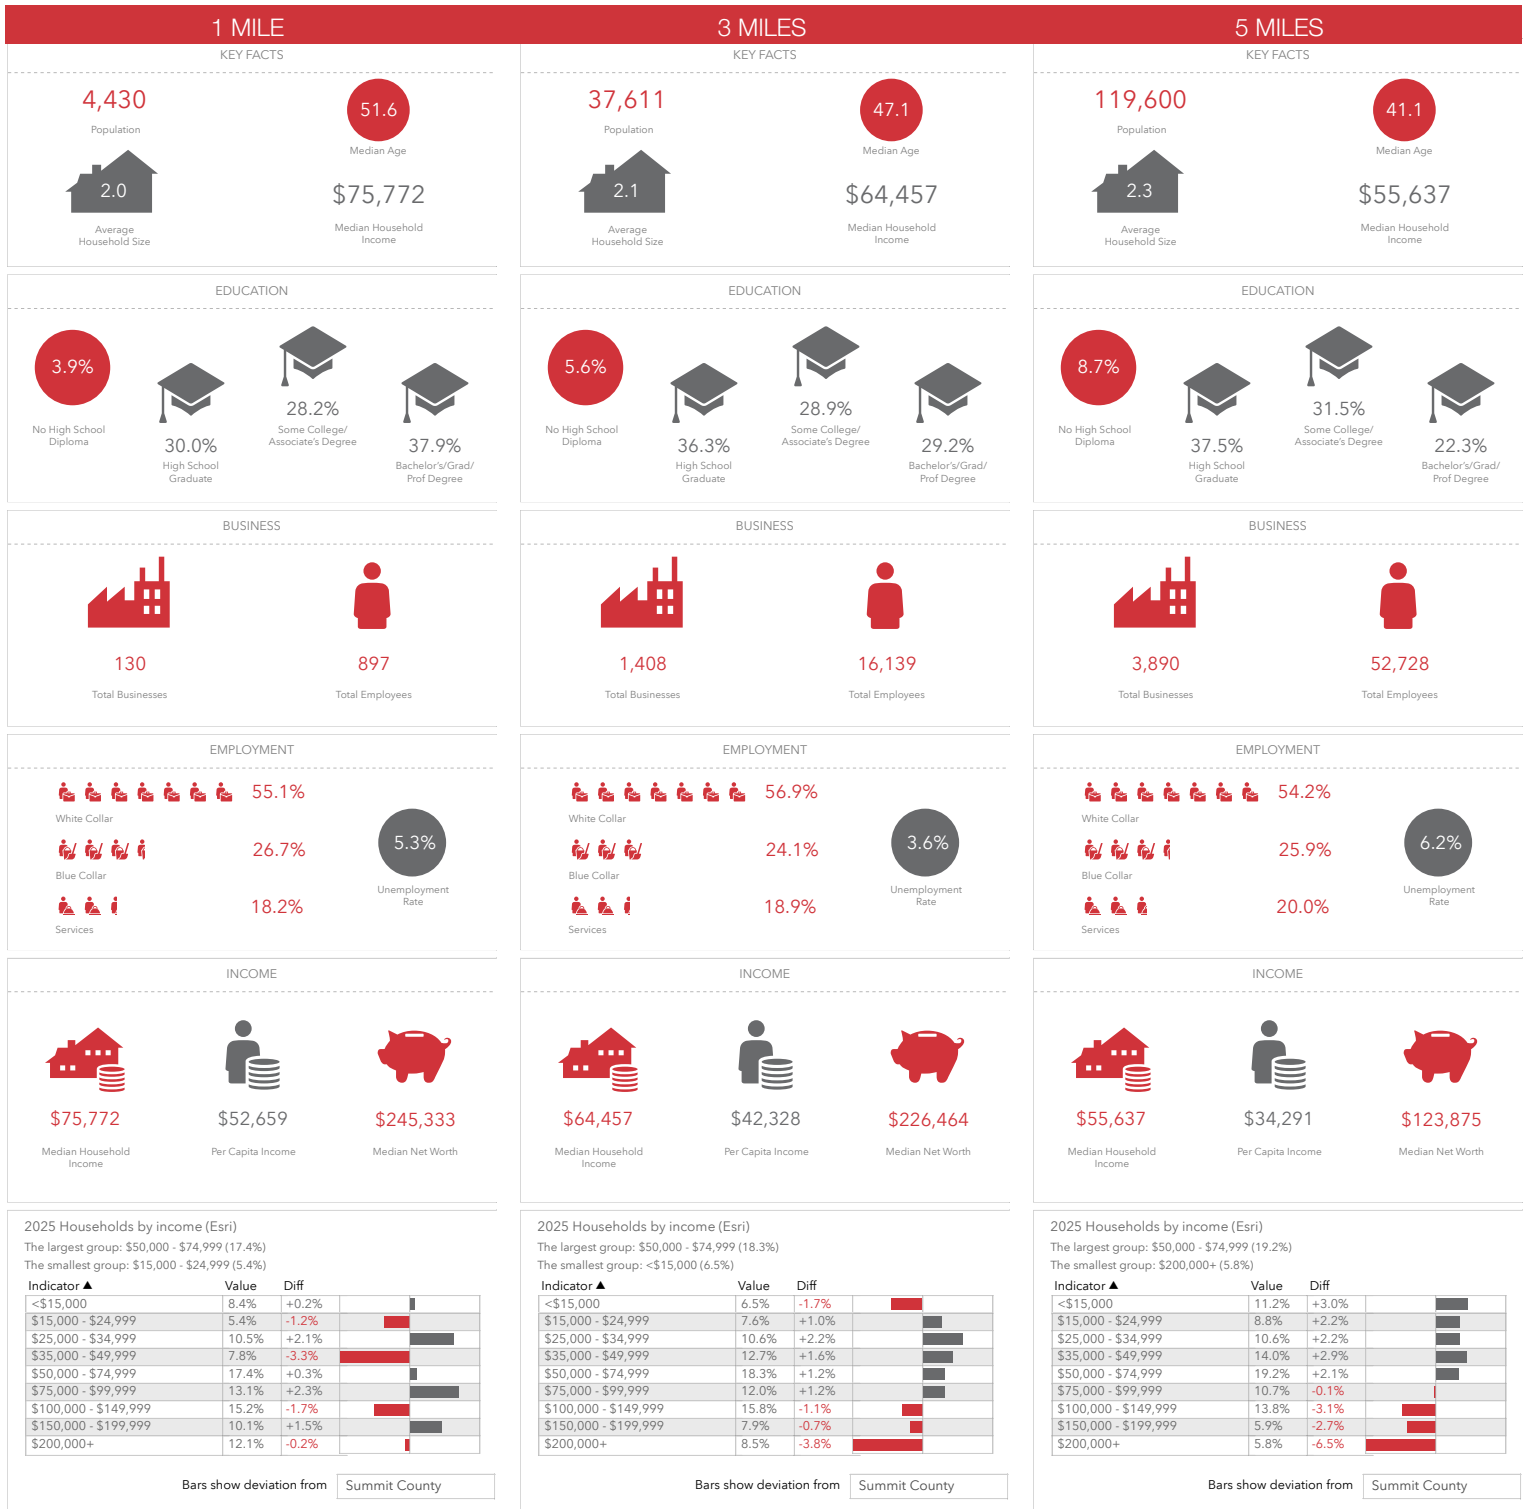 1 MILE
KEY FACTS
4,430
Population
51.6
Median Age
2.0
Average
Household Size
$75,772
Median Household
Income
EDUCATION
3.9%
No High School
Diploma
30.0%
High School
Graduate
28.2%
Some College/
Associate's Degree
37.9%
Bachelor's/Grad/
Prof Degree
BUSINESS
130
Total Businesses
897
Total Employees
EMPLOYMENT
55.1%
White Collar
26.7%
Blue Collar
18.2%
Services
5.3%
Unemployment
Rate
INCOME
$75,772
Median Household
Income
$52,659
Per Capita Income
$245,333
Median Net Worth
2025 Households by income (Esri)
The largest group: $50,000 - $74,999 (17.4%)
The smallest group: $15,000 - $24,999 (5.4%)
Indicator ▲ Value Diff
<$15,000 8.4% +0.2%
$15,000 - $24,999 5.4% -1.2%
$25,000 - $34,999 10.5% +2.1%
$35,000 - $49,999 7.8% -3.3%
$50,000 - $74,999 17.4% +0.3%
$75,000 - $99,999 13.1% +2.3%
$100,000 - $149,999 15.2% -1.7%
$150,000 - $199,999 10.1% +1.5%
$200,000+ 12.1% -0.2%
Bars show deviation from Summit County
3 MILES
KEY FACTS
37,611
Population
47.1
Median Age
2.1
Average
Household Size
$64,457
Median Household
Income
EDUCATION
5.6%
No High School
Diploma
36.3%
High School
Graduate
28.9%
Some College/
Associate's Degree
29.2%
Bachelor's/Grad/
Prof Degree
BUSINESS
1,408
Total Businesses
16,139
Total Employees
EMPLOYMENT
56.9%
White Collar
24.1%
Blue Collar
18.9%
Services
3.6%
Unemployment
Rate
INCOME
$64,457
Median Household
Income
$42,328
Per Capita Income
$226,464
Median Net Worth
2025 Households by income (Esri)
The largest group: $50,000 - $74,999 (18.3%)
The smallest group: <$15,000 (6.5%)
Indicator ▲ Value Diff
<$15,000 6.5% -1.7%
$15,000 - $24,999 7.6% +1.0%
$25,000 - $34,999 10.6% +2.2%
$35,000 - $49,999 12.7% +1.6%
$50,000 - $74,999 18.3% +1.2%
$75,000 - $99,999 12.0% +1.2%
$100,000 - $149,999 15.8% -1.1%
$150,000 - $199,999 7.9% -0.7%
$200,000+ 8.5% -3.8%
Bars show deviation from Summit County
5 MILES
KEY FACTS
119,600
Population
41.1
Median Age
2.3
Average
Household Size
$55,637
Median Household
Income
EDUCATION
8.7%
No High School
Diploma
37.5%
High School
Graduate
31.5%
Some College/
Associate's Degree
22.3%
Bachelor's/Grad/
Prof Degree
BUSINESS
3,890
Total Businesses
52,728
Total Employees
EMPLOYMENT
54.2%
White Collar
25.9%
Blue Collar
20.0%
Services
6.2%
Unemployment
Rate
INCOME
$55,637
Median Household
Income
$34,291
Per Capita Income
$123,875
Median Net Worth
2025 Households by income (Esri)
The largest group: $50,000 - $74,999 (19.2%)
The smallest group: $200,000+ (5.8%)
Indicator ▲ Value Diff
<$15,000 11.2% +3.0%
$15,000 - $24,999 8.8% +2.2%
$25,000 - $34,999 10.6% +2.2%
$35,000 - $49,999 14.0% +2.9%
$50,000 - $74,999 19.2% +2.1%
$75,000 - $99,999 10.7% -0.1%
$100,000 - $149,999 13.8% -3.1%
$150,000 - $199,999 5.9% -2.7%
$200,000+ 5.8% -6.5%
Bars show deviation from Summit County